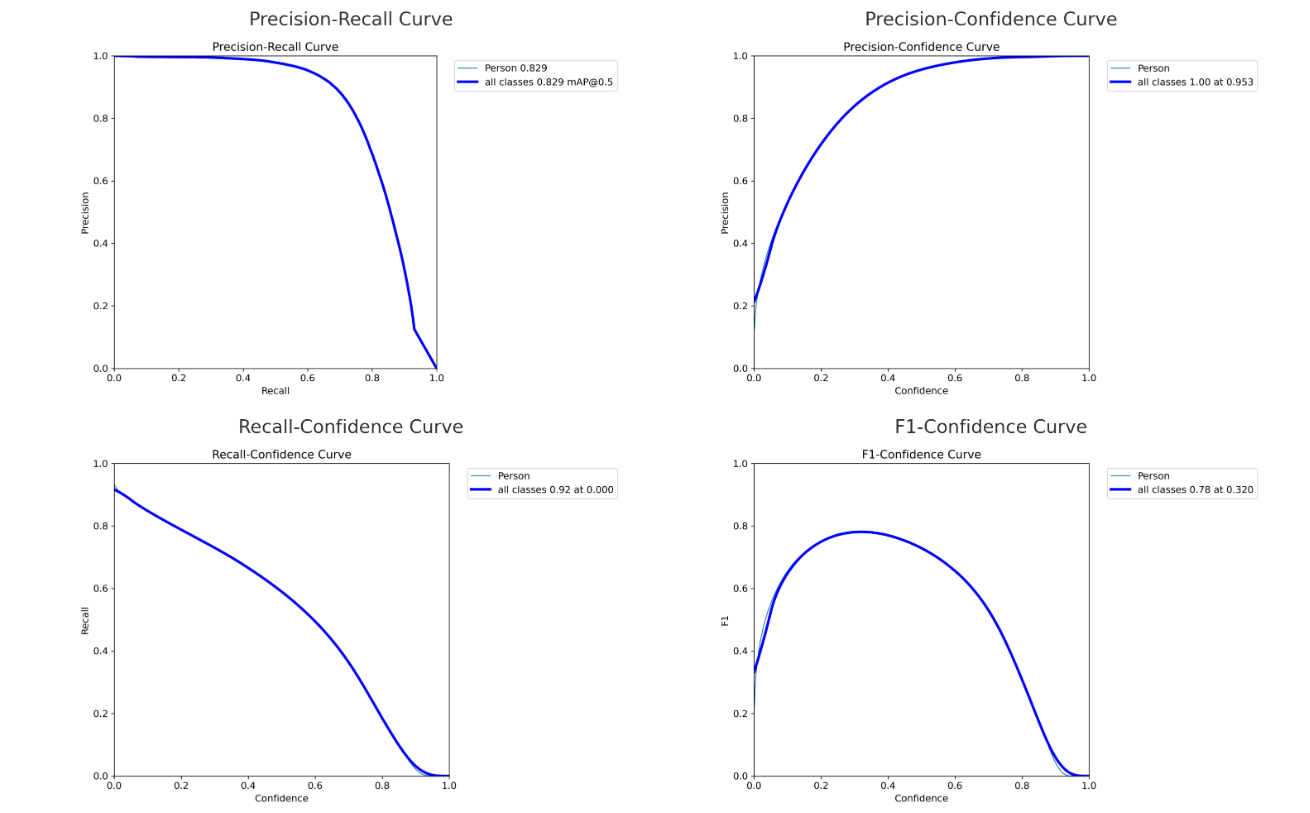 Precision-Recall Curve
Precision-Recall Curve
1.0
0.8
0.6
0.4
0.2
0.0
Precision
0.0 0.2 0.4 0.6 0.8 1.0
Recall
Person 0.829
all classes 0.829 mAP@0.5
Precision-Confidence Curve
Precision-Confidence Curve
1.0
0.8
0.6
0.4
0.2
0.0
Precision
0.0 0.2 0.4 0.6 0.8 1.0
Confidence
Person
all classes 1.00 at 0.953
Recall-Confidence Curve
Recall-Confidence Curve
1.0
0.8
0.6
0.4
0.2
0.0
Recall
0.0 0.2 0.4 0.6 0.8 1.0
Confidence
Person
all classes 0.92 at 0.000
F1-Confidence Curve
F1-Confidence Curve
1.0
0.8
0.6
0.4
0.2
0.0
F1
0.0 0.2 0.4 0.6 0.8 1.0
Confidence
Person
all classes 0.78 at 0.320